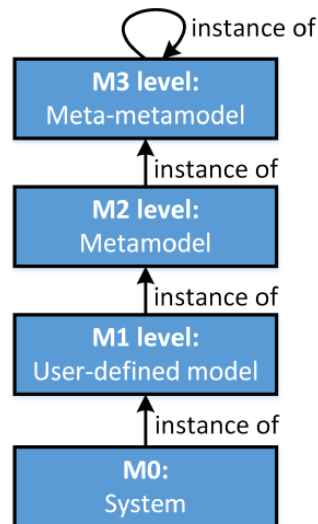 instance of
M3 level:
Meta-metamodel
instance of
M2 level:
Metamodel
instance of
M1 level:
User-defined model
instance of
M0:
System